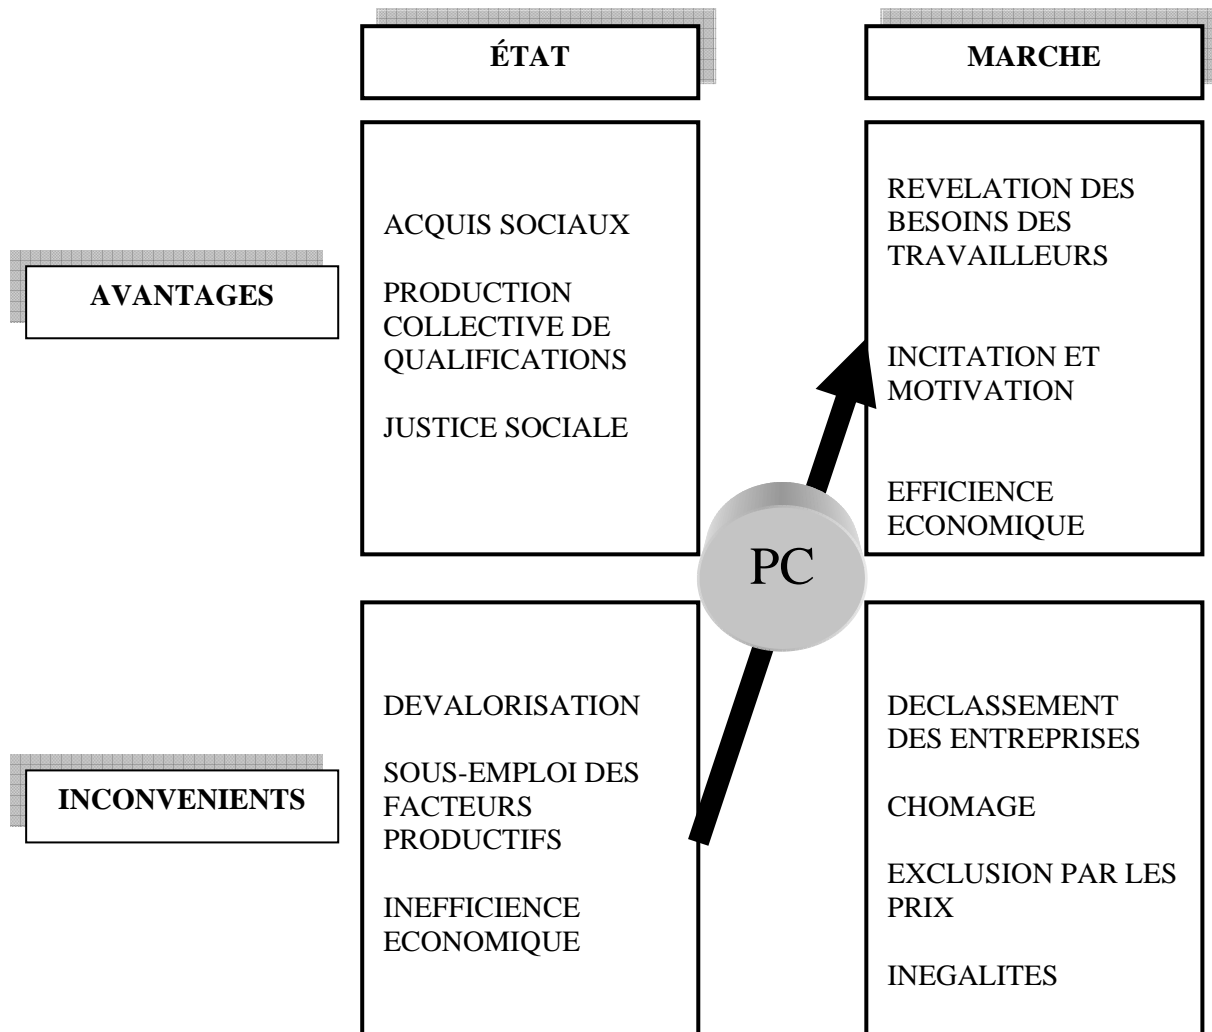 ÉTAT
MARCHE
AVANTAGES
ACQUIS SOCIAUX
PRODUCTION
COLLECTIVE DE
QUALIFICATIONS
JUSTICE SOCIALE
REVELATION DES
BESOINS DES
TRAVAILLEURS
INCITATION ET
MOTIVATION
EFFICIENCE
ECONOMIQUE
PC
INCONVENIENTS
DEVALORISATION
SOUS-EMPLOI DES
FACTEURS
PRODUCTIFS
INEFFICIENCE
ECONOMIQUE
DECLASSEMENT
DES ENTREPRISES
CHOMAGE
EXCLUSION PAR LES
PRIX
INEGALITES